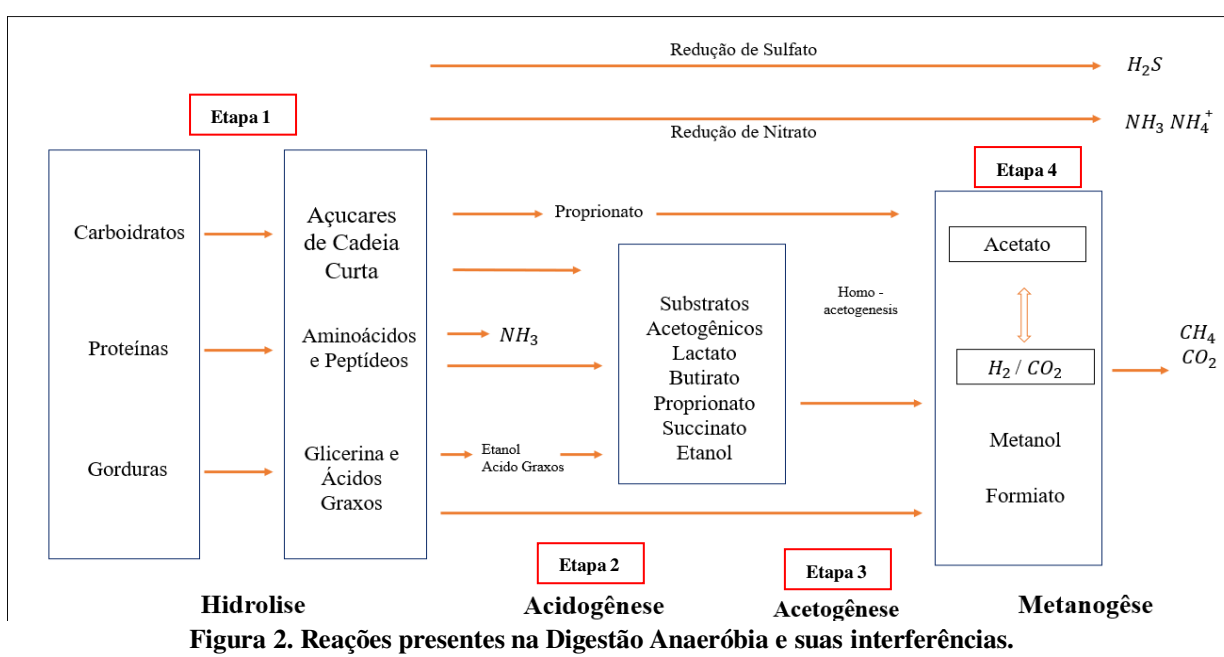 Redução de Sulfato
H₂S
Etapa 1
Redução de Nitrato
NH₃ NH₄⁺
Etapa 4
Carboidratos
Açucares
de Cadeia
Curta
Proprionato
Acetato
Proteínas
Aminoácidos
e Peptídeos
NH₃
Substratos
Acetogênicos
Lactato
Butirato
Proprionato
Succinato
Etanol
Homo -
acetogenesis
H₂ / CO₂
CH₄
CO₂
Gorduras
Glicerina e
Ácidos
Graxos
Etanol
Acido Graxos
Metanol
Formiato
Etapa 2
Etapa 3
Hidrolise
Acidogênese
Acetogênese
Metanogêse
Figura 2. Reações presentes na Digestão Anaeróbia e suas interferências.